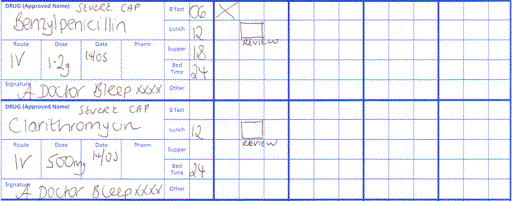 DRUG (Approved Name) SEVERE CAP B'fast 06 X
Benzylpenicillin Lunch 12
REVIEW
Route Dose Date Pharm Supper 18
IV 1.2g 14/05 Bed Time 24
Signature A Doctor Bleep xxxx Other
DRUG (Approved Name) SEVERE CAP B'fast
Clarithromycin Lunch 12
REVIEW
Route Dose Date Pharm Supper
IV 500mg 14/05 Bed Time 24
Signature A Doctor Bleep xxxx Other